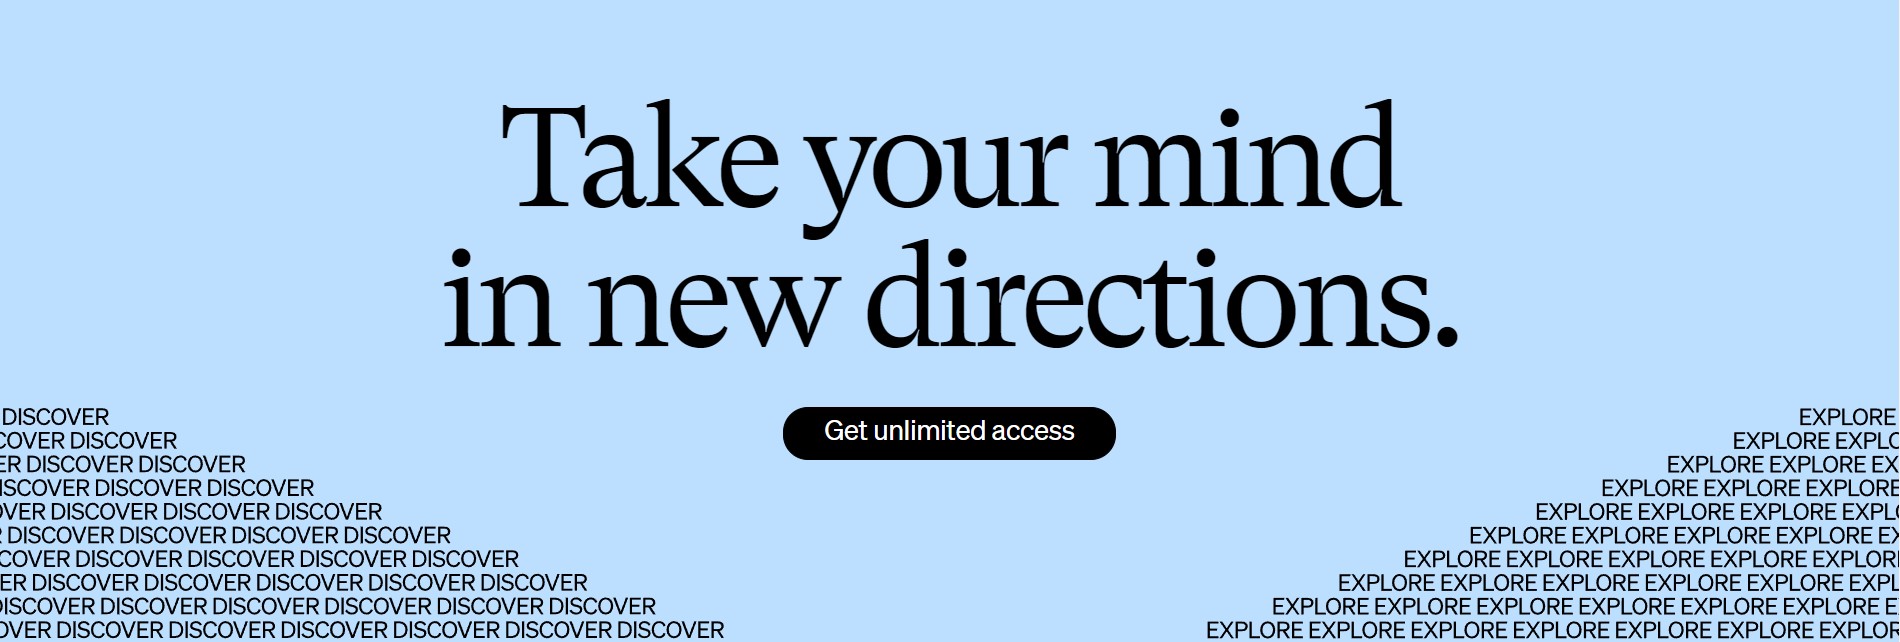 Take your mind
in new directions.
Get unlimited access
DISCOVER
COVER DISCOVER
ER DISCOVER DISCOVER
ISCOVER DISCOVER DISCOVER
OVER DISCOVER DISCOVER DISCOVER
R DISCOVER DISCOVER DISCOVER DISCOVER
COVER DISCOVER DISCOVER DISCOVER DISCOVER
ER DISCOVER DISCOVER DISCOVER DISCOVER DISCOVER
ISCOVER DISCOVER DISCOVER DISCOVER DISCOVER DISCOVER
OVER DISCOVER DISCOVER DISCOVER DISCOVER DISCOVER DISCOVER
EXPLORE
EXPLORE EXPLO
EXPLORE EXPLORE EX
EXPLORE EXPLORE EXPLORE
EXPLORE EXPLORE EXPLORE EXPL
EXPLORE EXPLORE EXPLORE EXPLORE EX
EXPLORE EXPLORE EXPLORE EXPLORE EXPLOR
EXPLORE EXPLORE EXPLORE EXPLORE EXPLORE EXPL
EXPLORE EXPLORE EXPLORE EXPLORE EXPLORE EXPLORE E
EXPLORE EXPLORE EXPLORE EXPLORE EXPLORE EXPLORE EXPLOR